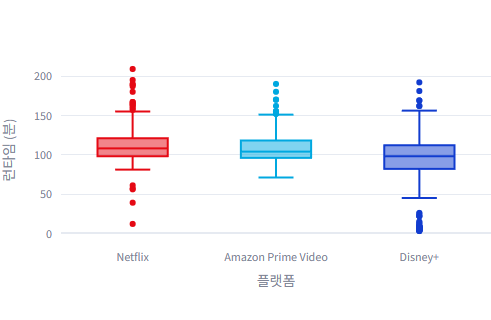 200
150
100
50
0
런타임 (분)
Netflix
Amazon Prime Video
Disney+
플랫폼